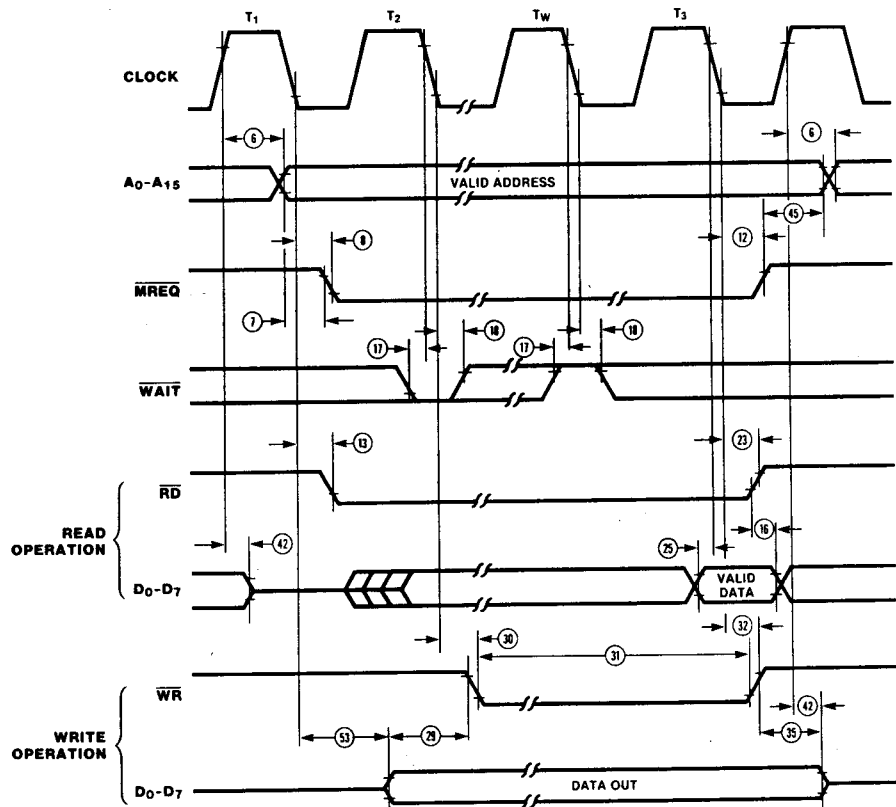 T1 T2 TW T3
CLOCK
6 6
A0-A15 VALID ADDRESS
45
8 12
MREQ
7
17 18 17 18
WAIT
13 23
RD
READ OPERATION
16
42 25
D0-D7 VALID DATA
32
30 31
WR
42
WRITE OPERATION
53 29 35
D0-D7 DATA OUT